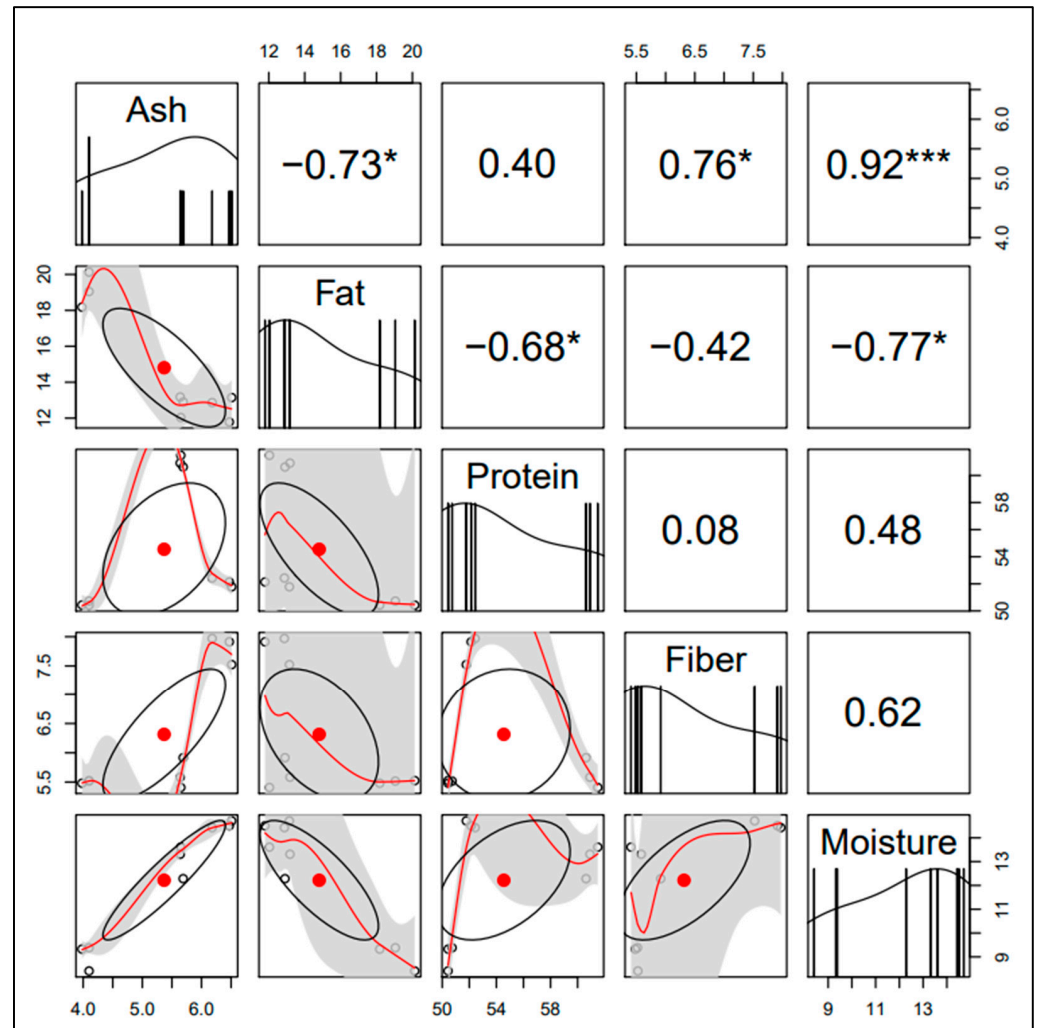 12 14 16 18 20 5.5 6.5 7.5
Ash −0.73* 0.40 0.76* 0.92*** 4.0 5.0 6.0
12 14 16 18 20 Fat −0.68* −0.42 −0.77*
Protein 0.08 0.48 50 54 58
5.5 6.5 7.5 Fiber 0.62
Moisture 9 11 13
4.0 5.0 6.0 50 54 58 9 11 13